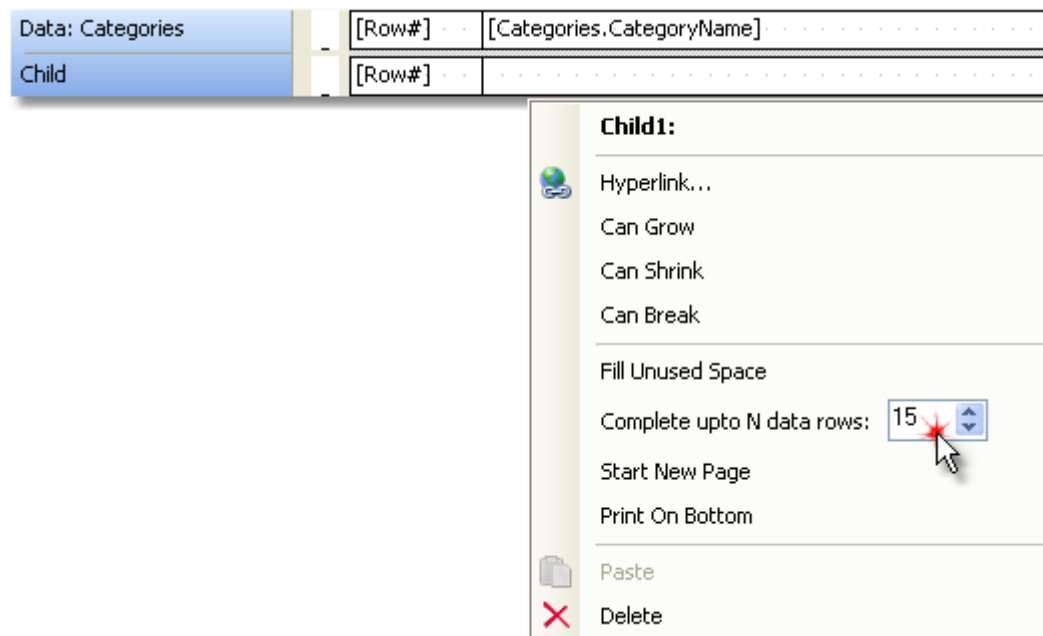 Data: Categories [Row#] [Categories.CategoryName]
Child [Row#]
Child1:
Hyperlink...
Can Grow
Can Shrink
Can Break
Fill Unused Space
Complete upto N data rows: 15
Start New Page
Print On Bottom
Paste
Delete